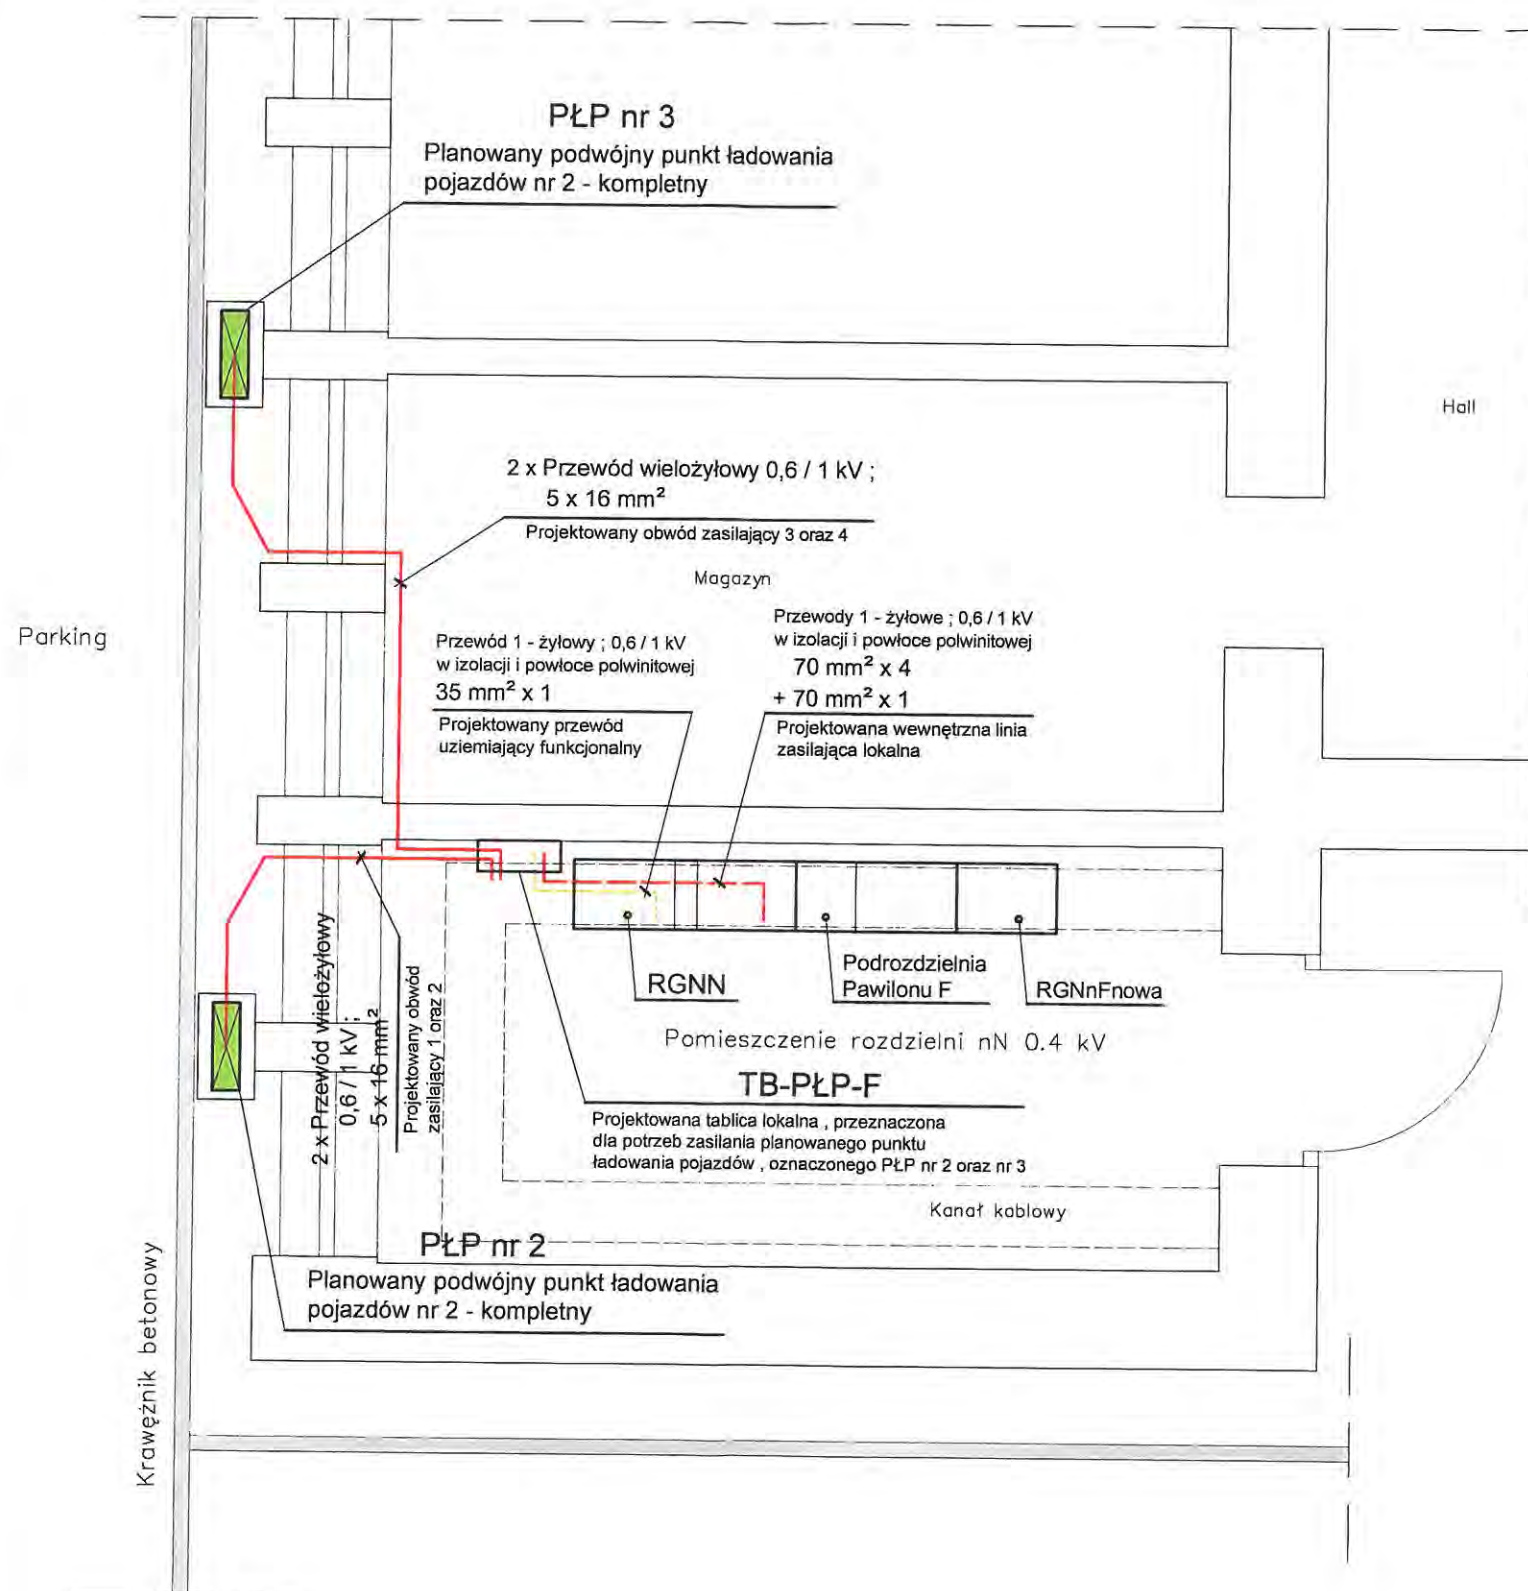 PŁP nr 3
Planowany podwójny punkt ładowania
pojazdów nr 2 - kompletny
Hall
2 x Przewód wielożyłowy 0,6 / 1 kV ;
5 x 16 mm²
Projektowany obwód zasilający 3 oraz 4
Magazyn
Parking
Przewód 1 - żyłowy ; 0,6 / 1 kV
w izolacji i powłoce polwinitowej
35 mm² x 1
Projektowany przewód
uziemiający funkcjonalny
Przewody 1 - żyłowe ; 0,6 / 1 kV
w izolacji i powłoce polwinitowej
70 mm² x 4
+ 70 mm² x 1
Projektowana wewnętrzna linia
zasilająca lokalna
2 x Przewód wielożyłowy
0,6 / 1 kV ;
5 x 16 mm²
Projektowany obwód
zasilający 1 oraz 2
RGNN
Podrozdzielnia
Pawilonu F
RGNnFnowa
Pomieszczenie rozdzielni nN 0.4 kV
TB-PŁP-F
Projektowana tablica lokalna , przeznaczona
dla potrzeb zasilania planowanego punktu
ładowania pojazdów , oznaczonego PŁP nr 2 oraz nr 3
Kanał kablowy
PŁP nr 2
Planowany podwójny punkt ładowania
pojazdów nr 2 - kompletny
Krawężnik betonowy